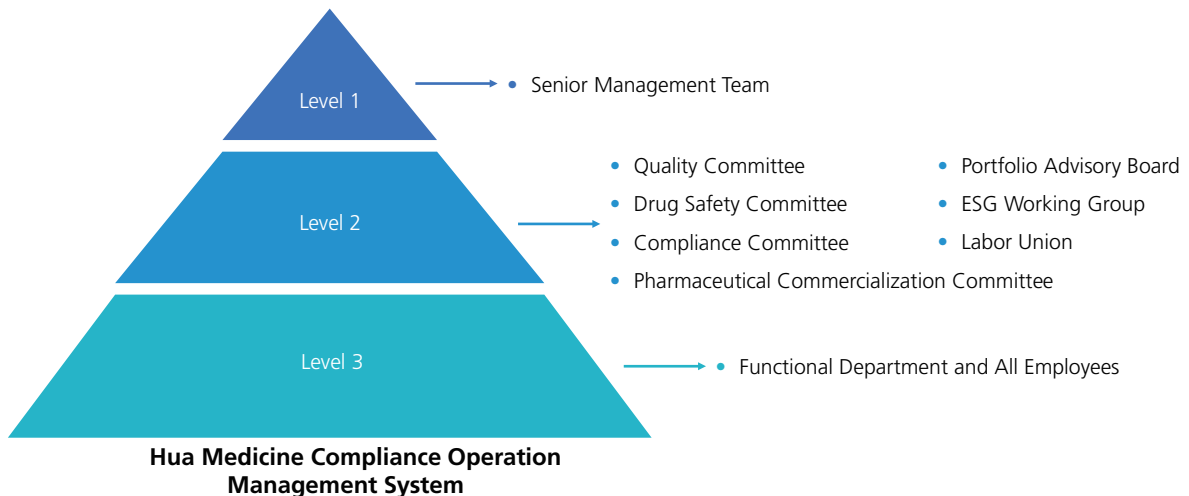 Level 1
• Senior Management Team
Level 2
• Quality Committee
• Drug Safety Committee
• Compliance Committee
• Pharmaceutical Commercialization Committee
• Portfolio Advisory Board
• ESG Working Group
• Labor Union
Level 3
• Functional Department and All Employees
Hua Medicine Compliance Operation
Management System